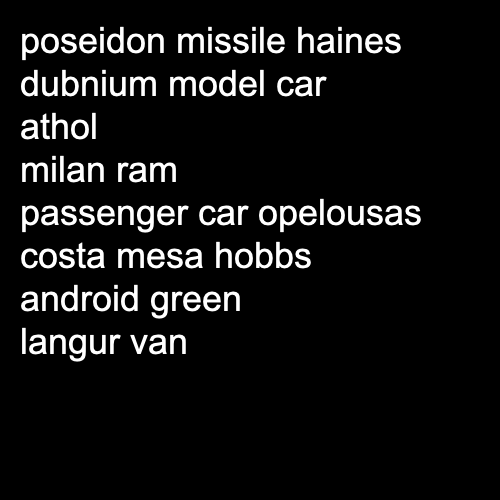 poseidon missile haines
dubnium model car
athol
milan ram
passenger car opelousas
costa mesa hobbs
android green
langur van